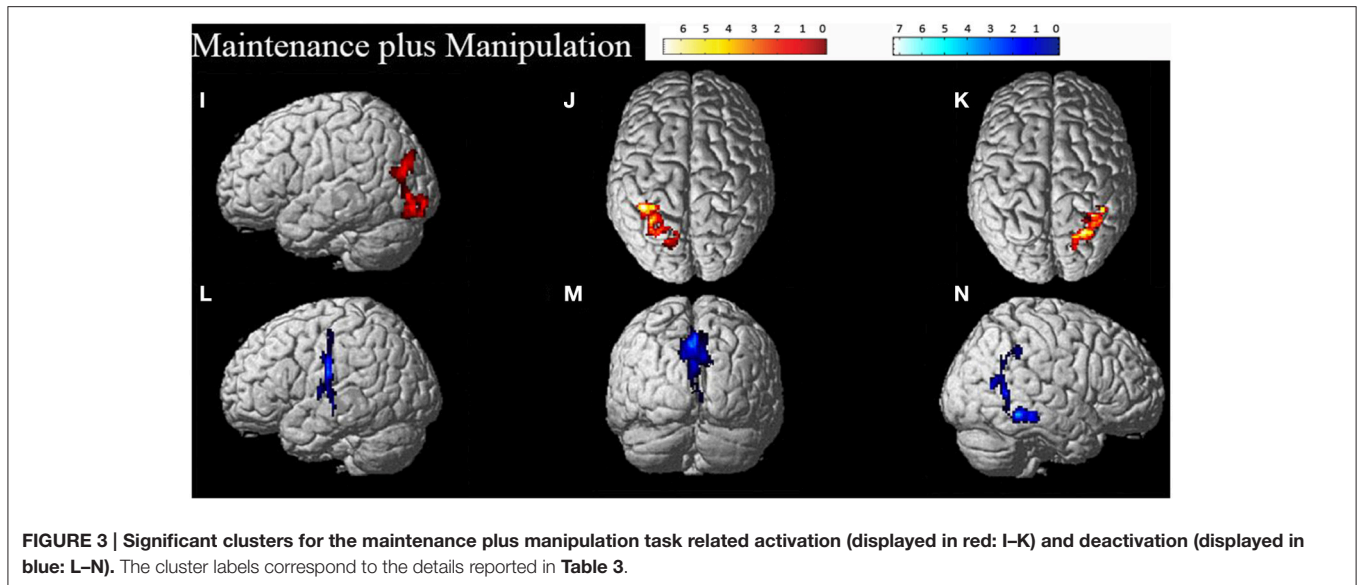 Maintenance plus Manipulation
6 5 4 3 2 1 0
7 6 5 4 3 2 1 0
I J K
L M N
FIGURE 3 | Significant clusters for the maintenance plus manipulation task related activation (displayed in red: I–K) and deactivation (displayed in
blue: L–N). The cluster labels correspond to the details reported in Table 3.